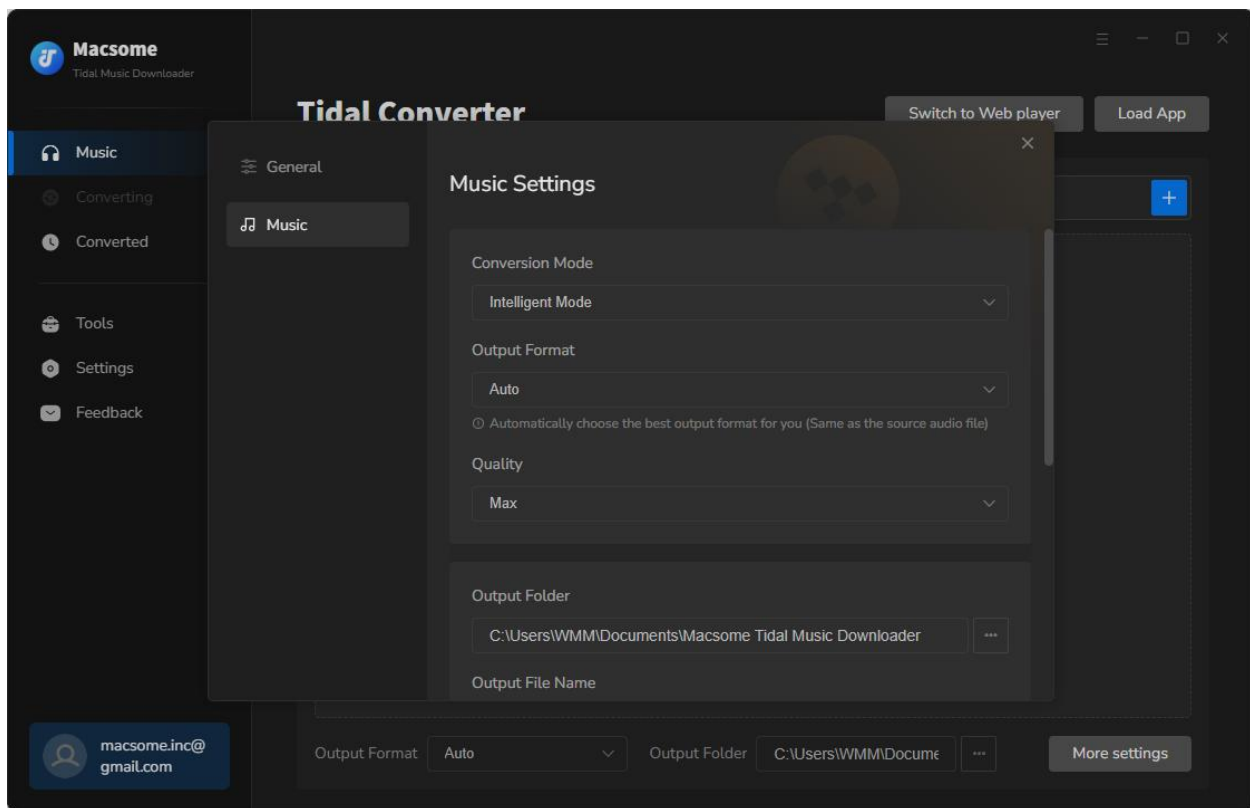 Macsome
Tidal Music Downloader
Music
Converting
Converted
Tools
Settings
Feedback
macsome.inc@
gmail.com
Tidal Converter
Switch to Web player
Load App
General
Music
Music Settings
Conversion Mode
Intelligent Mode
Output Format
Auto
Automatically choose the best output format for you (Same as the source audio file)
Quality
Max
Output Folder
C:\Users\WMM\Documents\Macsome Tidal Music Downloader
Output File Name
Output Format
Auto
Output Folder
C:\Users\WMM\Docume
More settings